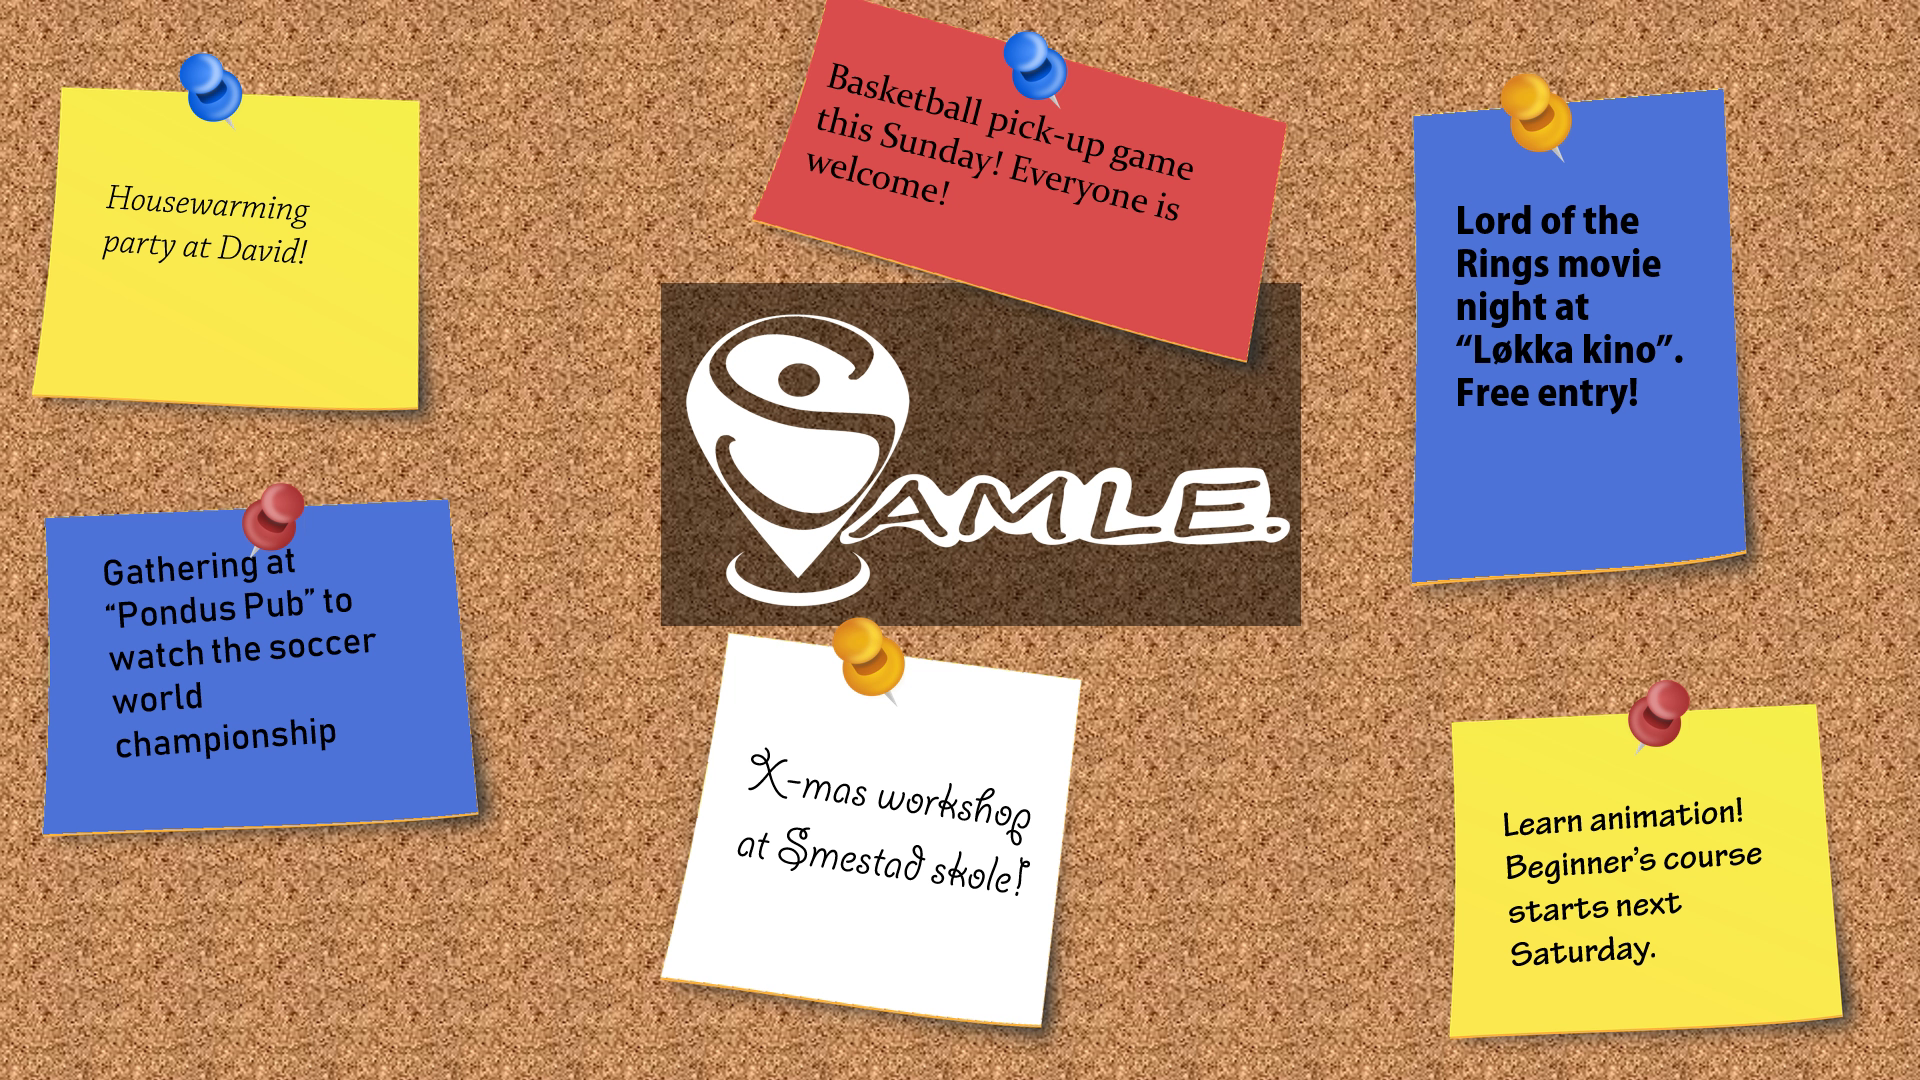 Housewarming
party at David!
Basketball pick-up game
this Sunday! Everyone is
welcome!
Lord of the
Rings movie
night at
“Løkka kino”.
Free entry!
SAMLE.
Gathering at
“Pondus Pub” to
watch the soccer
world
championship
X-mas workshop
at Smestad skole!
Learn animation!
Beginner’s course
starts next
Saturday.